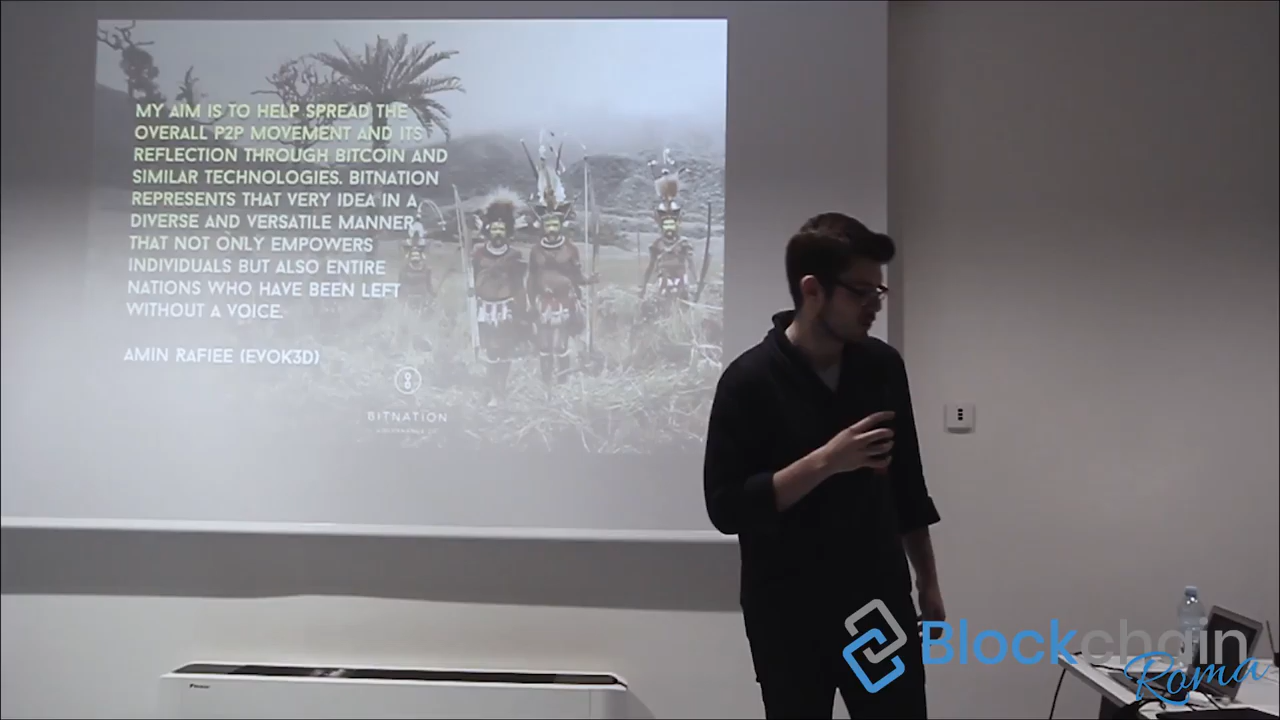 MY AIM IS TO HELP SPREAD THE
OVERALL P2P MOVEMENT AND ITS
REFLECTION THROUGH BITCOIN AND
SIMILAR TECHNOLOGIES. BITNATION
REPRESENTS THAT VERY IDEA IN A
DIVERSE AND VERSATILE MANNER
THAT NOT ONLY EMPOWERS
INDIVIDUALS BUT ALSO ENTIRE
NATIONS WHO HAVE BEEN LEFT
WITHOUT A VOICE.
AMIN RAFIEE (EVOK3D)
BITNATION
Blockchain
Roma